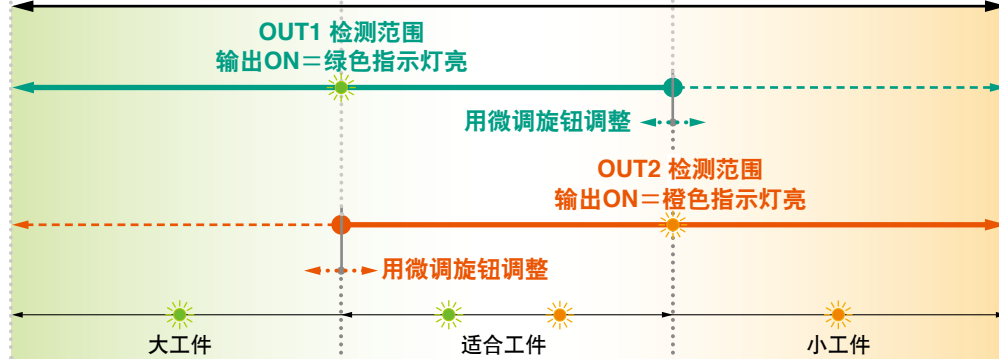 OUT1 检测范围
输出ON＝绿色指示灯亮
用微调旋钮调整
OUT2 检测范围
输出ON＝橙色指示灯亮
用微调旋钮调整
大工件
适合工件
小工件